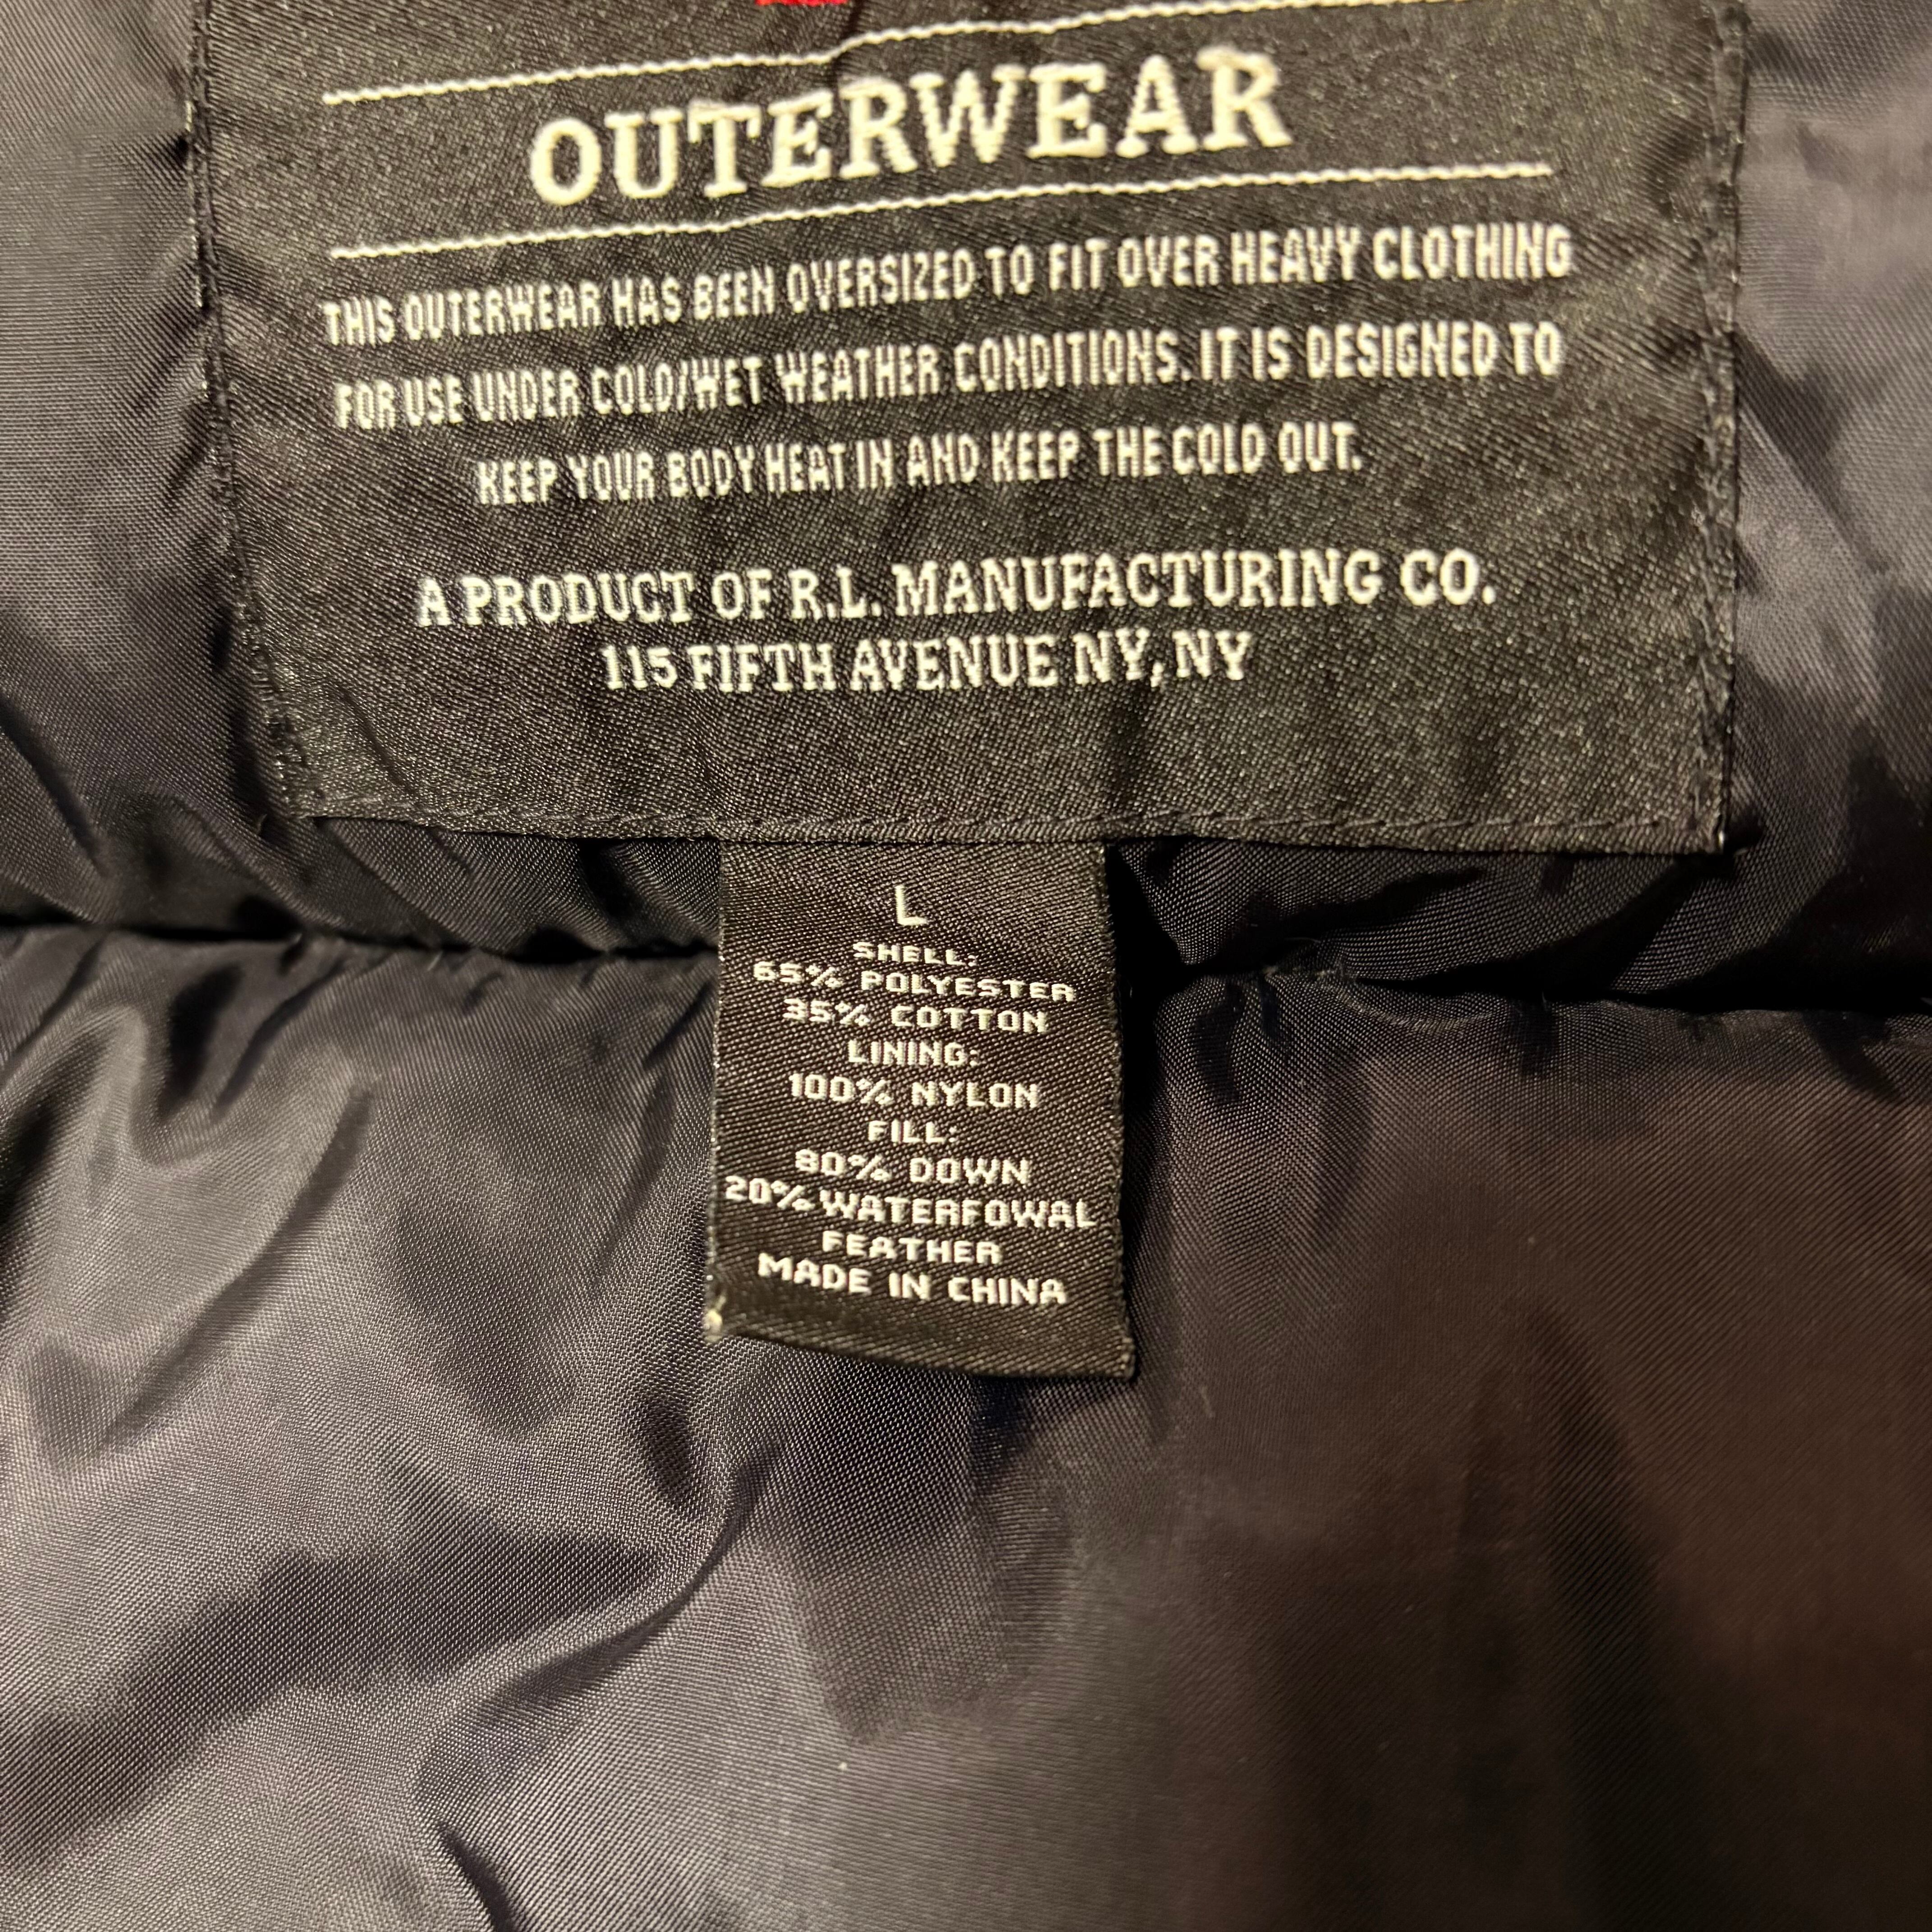 OUTERWEAR
THIS OUTERWEAR HAS BEEN OVERSIZED TO FIT OVER HEAVY CLOTHING
FOR USE UNDER COLD/WET WEATHER CONDITIONS. IT IS DESIGNED TO
KEEP YOUR BODY HEAT IN AND KEEP THE COLD OUT.
A PRODUCT OF R.L. MANUFACTURING CO.
115 FIFTH AVENUE NY, NY
L
SHELL:
65% POLYESTER
35% COTTON
LINING:
100% NYLON
FILL:
80% DOWN
20% WATERFOWAL
FEATHER
MADE IN CHINA